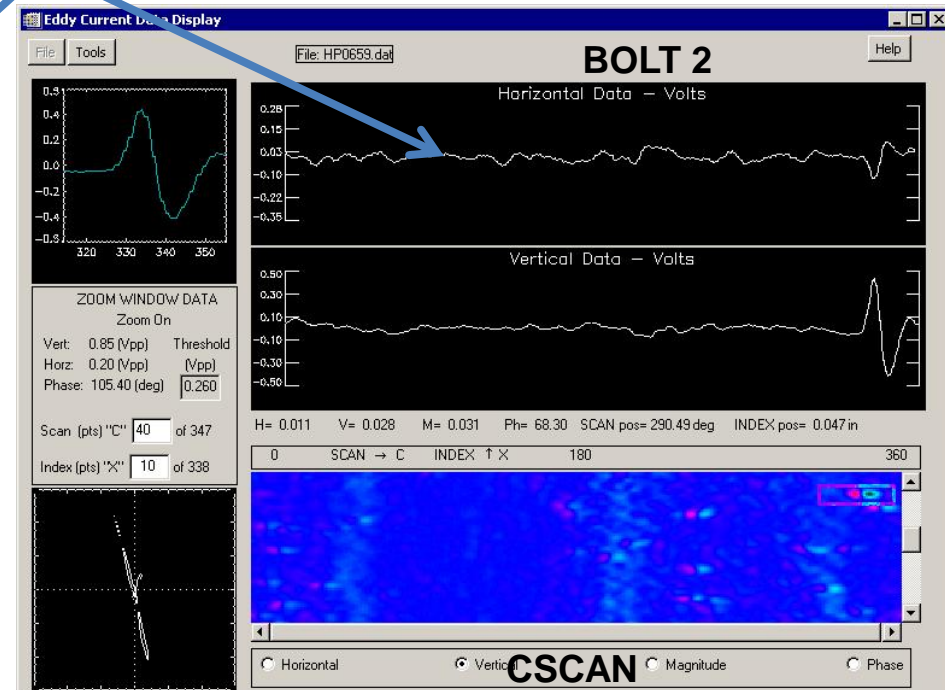 Eddy Current Data Display
File Tools File: HP0659.dat BOLT 2 Help
Horizontal Data – Volts
0.28
0.15
0.03
-0.10
-0.22
-0.35
0.4
0.2
0.0
-0.2
-0.4
320 330 340 350
Vertical Data – Volts
0.50
0.30
0.10
-0.10
-0.30
-0.50
ZOOM WINDOW DATA
Zoom On
Vert: 0.85 (Vpp) Threshold
Horz: 0.20 (Vpp) (Vpp)
Phase: 105.40 (deg) 0.260
Scan (pts) "C" 40 of 347
Index (pts) "X" 10 of 338
H= 0.011 V= 0.028 M= 0.031 Ph= 68.30 SCAN pos= 290.49 deg INDEX pos= 0.047 in
0 SCAN → C INDEX ↑ X 180 360
Horizontal Vertical CSCAN Magnitude Phase